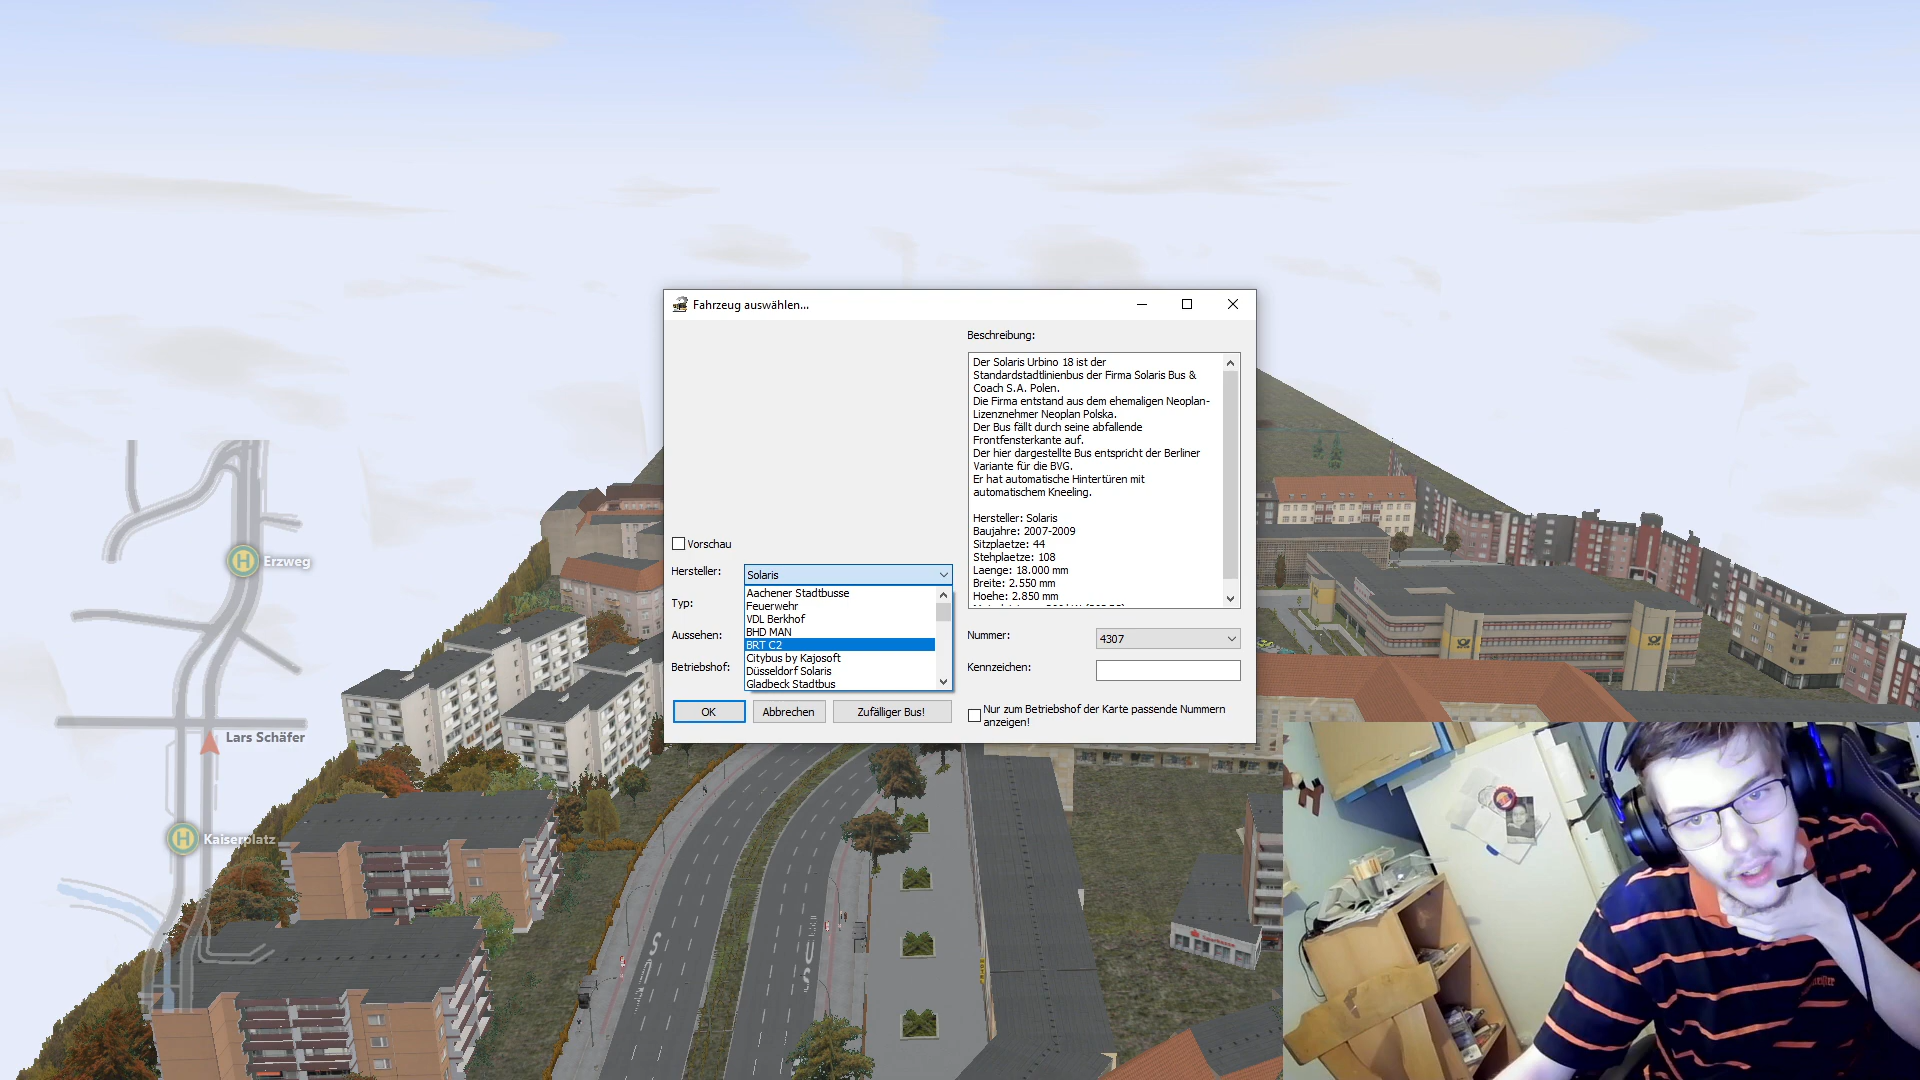 Fahrzeug auswählen...
Beschreibung:
Der Solaris Urbino 18 ist der
Standardstadtlinienbus der Firma Solaris Bus &
Coach S.A. Polen.
Die Firma entstand aus dem ehemaligen Neoplan-
Lizenznehmer Neoplan Polska.
Der Bus fällt durch seine abfallende
Frontfensterkante auf.
Der hier dargestellte Bus entspricht der Berliner
Variante für die BVG.
Er hat automatische Hintertüren mit
automatischem Kneeling.
Hersteller: Solaris
Baujahre: 2007-2009
Sitzplaetze: 44
Stehplaetze: 108
Laenge: 18.000 mm
Breite: 2.550 mm
Hoehe: 2.850 mm
Vorschau
Hersteller:
Solaris
Aachener Stadtbusse
Feuerwehr
VDL Berkhof
BHD MAN
BRT C2
Citybus by Kajosoft
Düsseldorf Solaris
Gladbeck Stadtbus
Typ:
Aussehen:
Betriebshof:
Nummer:
4307
Kennzeichen:
OK
Abbrechen
Zufälliger Bus!
Nur zum Betriebshof der Karte passende Nummern
anzeigen!
H
Erzweg
Lars Schäfer
H
Kaiserplatz